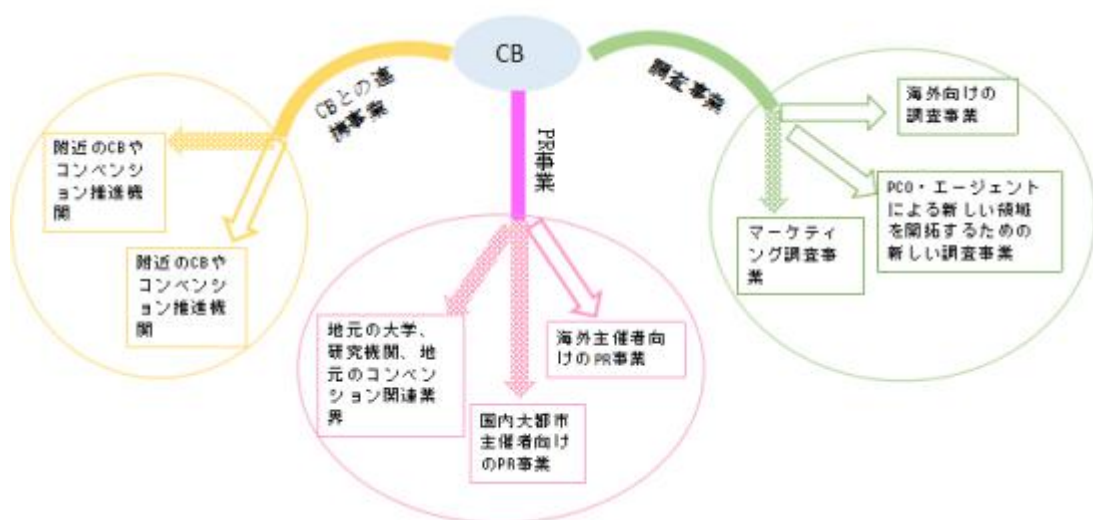 CB
CBとの連
携事業
PR事業
調査事業
附近のCBや
コンベンシ
ョン推進機
関
附近のCBや
コンベンシ
ョン推進機
関
地元の大学、
研究機関、地
元のコンベン
ション関連業
界
国内大都市
主催者向け
のPR事業
海外主催者向
けのPR事業
マーケティ
ング調査事
業
海外向けの
調査事業
PCO・エージェント
による新しい領域
を開拓するための
新しい調査事業